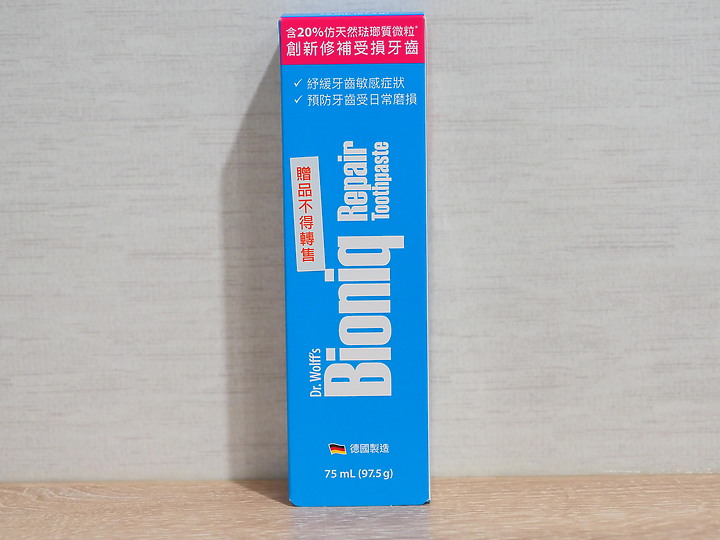 含20%仿天然琺瑯質微粒*
創新修補受損牙齒
✓ 紓緩牙齒敏感症狀
✓ 預防牙齒受日常磨損
贈品不得轉售
Dr. Wolff's
Bioniq
Repair
Toothpaste
德國製造
75 mL (97.5 g)